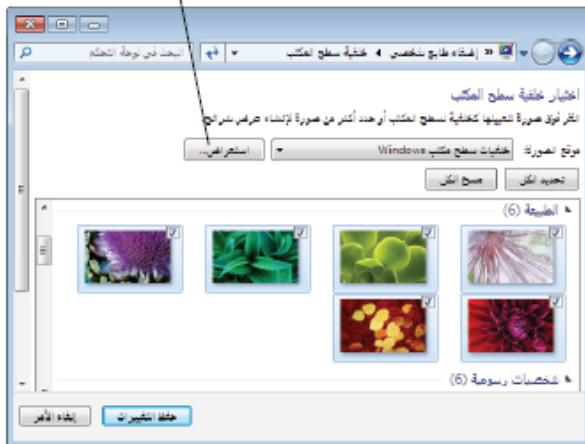 « إضفاء طابع شخصي ◂ خلفية سطح المكتب
البحث في لوحة التحكم
اختيار خلفية سطح المكتب
انقر فوق صورة لتعيينها كخلفية لسطح المكتب أو حدد أكثر من صورة لإنشاء عرض شرائح.
موقع الصورة: خلفيات سطح مكتب Windows استعراض...
تحديد الكل مسح الكل
الطبيعة (6)
شخصيات رسومية (6)
حفظ التغييرات إلغاء الأمر